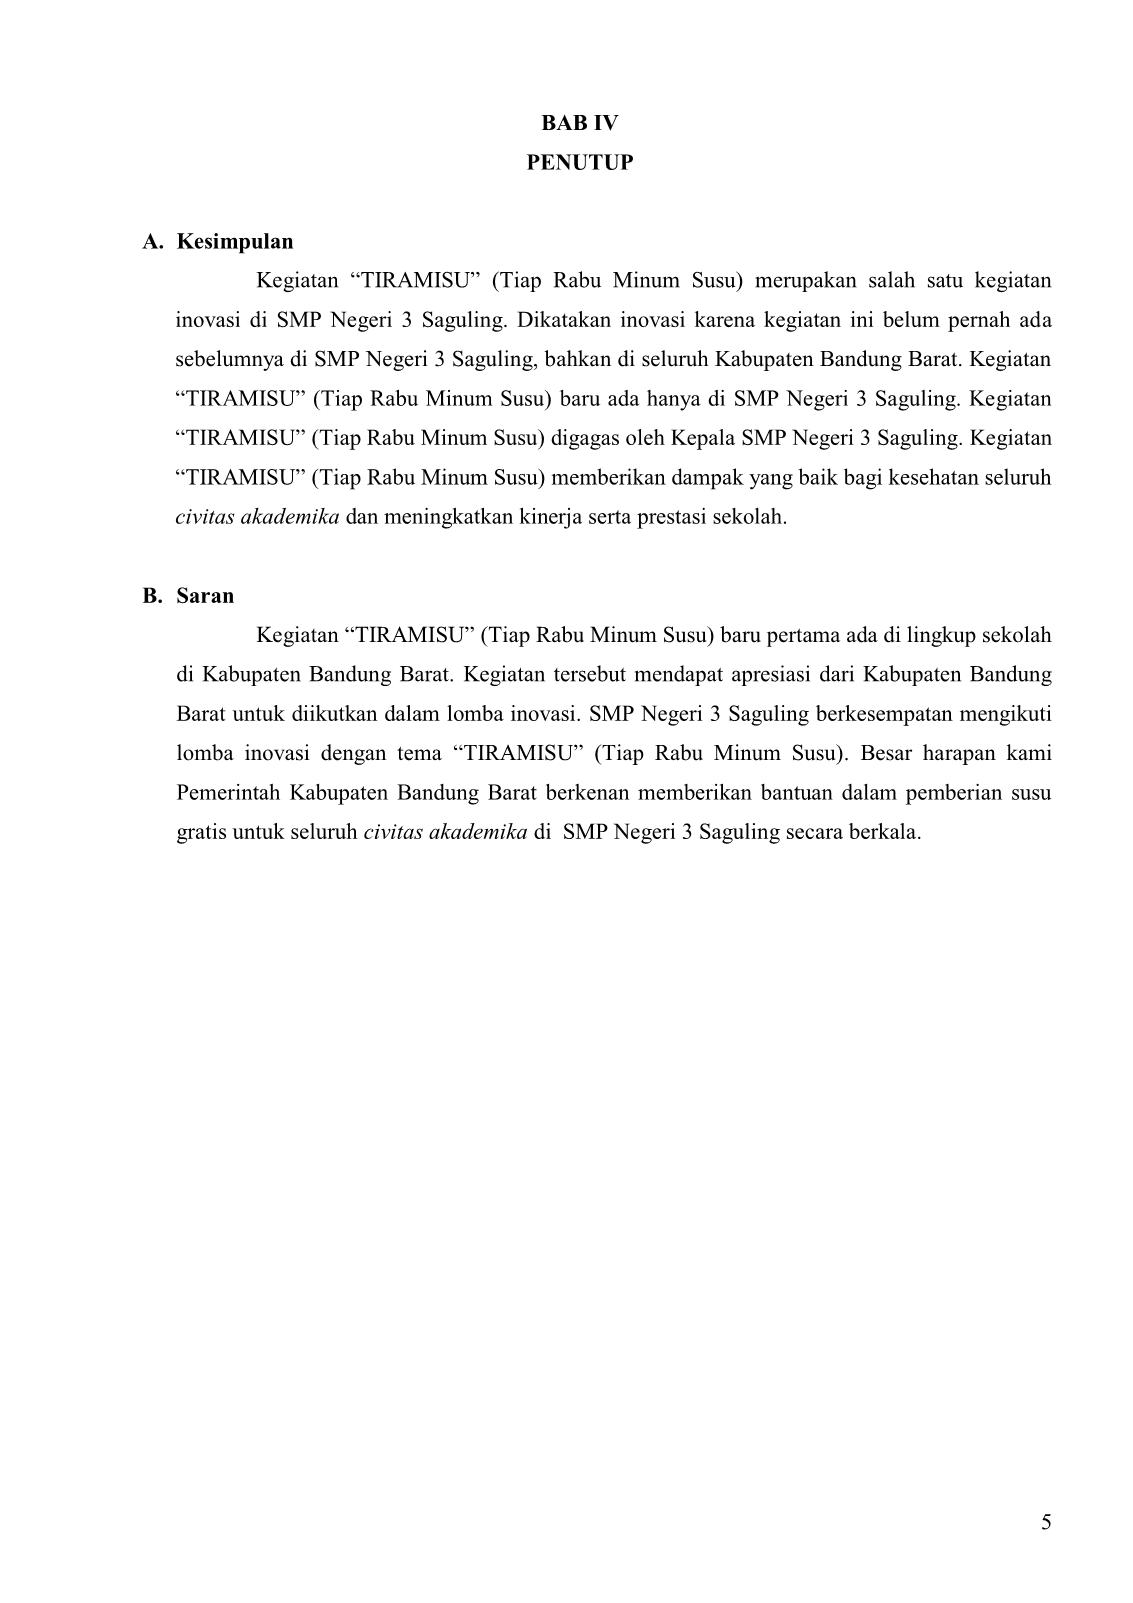 BAB IV
PENUTUP
A. Kesimpulan
Kegiatan “TIRAMISU” (Tiap Rabu Minum Susu) merupakan salah satu kegiatan
inovasi di SMP Negeri 3 Saguling. Dikatakan inovasi karena kegiatan ini belum pernah ada
sebelumnya di SMP Negeri 3 Saguling, bahkan di seluruh Kabupaten Bandung Barat. Kegiatan
“TIRAMISU” (Tiap Rabu Minum Susu) baru ada hanya di SMP Negeri 3 Saguling. Kegiatan
“TIRAMISU” (Tiap Rabu Minum Susu) digagas oleh Kepala SMP Negeri 3 Saguling. Kegiatan
“TIRAMISU” (Tiap Rabu Minum Susu) memberikan dampak yang baik bagi kesehatan seluruh
civitas akademika dan meningkatkan kinerja serta prestasi sekolah.
B. Saran
Kegiatan “TIRAMISU” (Tiap Rabu Minum Susu) baru pertama ada di lingkup sekolah
di Kabupaten Bandung Barat. Kegiatan tersebut mendapat apresiasi dari Kabupaten Bandung
Barat untuk diikutkan dalam lomba inovasi. SMP Negeri 3 Saguling berkesempatan mengikuti
lomba inovasi dengan tema “TIRAMISU” (Tiap Rabu Minum Susu). Besar harapan kami
Pemerintah Kabupaten Bandung Barat berkenan memberikan bantuan dalam pemberian susu
gratis untuk seluruh civitas akademika di  SMP Negeri 3 Saguling secara berkala.
5